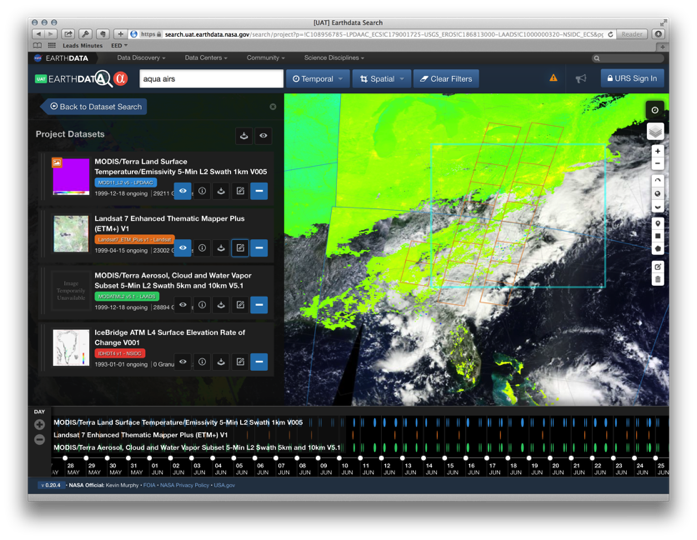 [UAT] Earthdata Search
https search.uat.earthdata.nasa.gov/search/project?p=!C108956785-LPDAAC_ECS!C179001725-USGS_EROS!C186813000-LAADS!C1000000320-NSIDC_ECS&p
Reader
Leads Minutes EED
EARTHDATA Data Discovery Data Centers Community Science Disciplines
UAT EARTHDATA α aqua airs Temporal Spatial Clear Filters URS Sign In
Back to Dataset Search
Project Datasets
MODIS/Terra Land Surface
Temperature/Emissivity 5-Min L2 Swath 1km V005
MOD11_L2 v5 - LPDAAC
1999-12-18 ongoing | 29211 G
Landsat 7 Enhanced Thematic Mapper Plus
(ETM+) V1
Landsat7_ETM_Plus v1 - Landsat
1999-04-15 ongoing | 23002 G
Image
Temporarily
Unavailable
MODIS/Terra Aerosol, Cloud and Water Vapor
Subset 5-Min L2 Swath 5km and 10km V5.1
1999-12-18 ongoing | 28894 G
IceBridge ATM L4 Surface Elevation Rate of
Change V001
IDHDT4 v1 - NSIDC
1993-01-01 ongoing | 0 Granu
DAY
MODIS/Terra Land Surface Temperature/Emissivity 5-Min L2 Swath 1km V005
Landsat 7 Enhanced Thematic Mapper Plus (ETM+) V1
MODIS/Terra Aerosol, Cloud and Water Vapor Subset 5-Min L2 Swath 5km and 10km V5.1
28 29 30 31 01 02 03 04 05 06 07 08 09 10 11 12 13 14 15 16 17 18 19 20 21 22 23 24 25
AY MAY MAY MAY MAY JUN JUN JUN JUN JUN JUN JUN JUN JUN JUN JUN JUN JUN JUN JUN JUN JUN JUN JUN JUN JUN JUN JUN JUN JUN
v 0.20.4 • NASA Official: Kevin Murphy • FOIA • NASA Privacy Policy • USA.gov